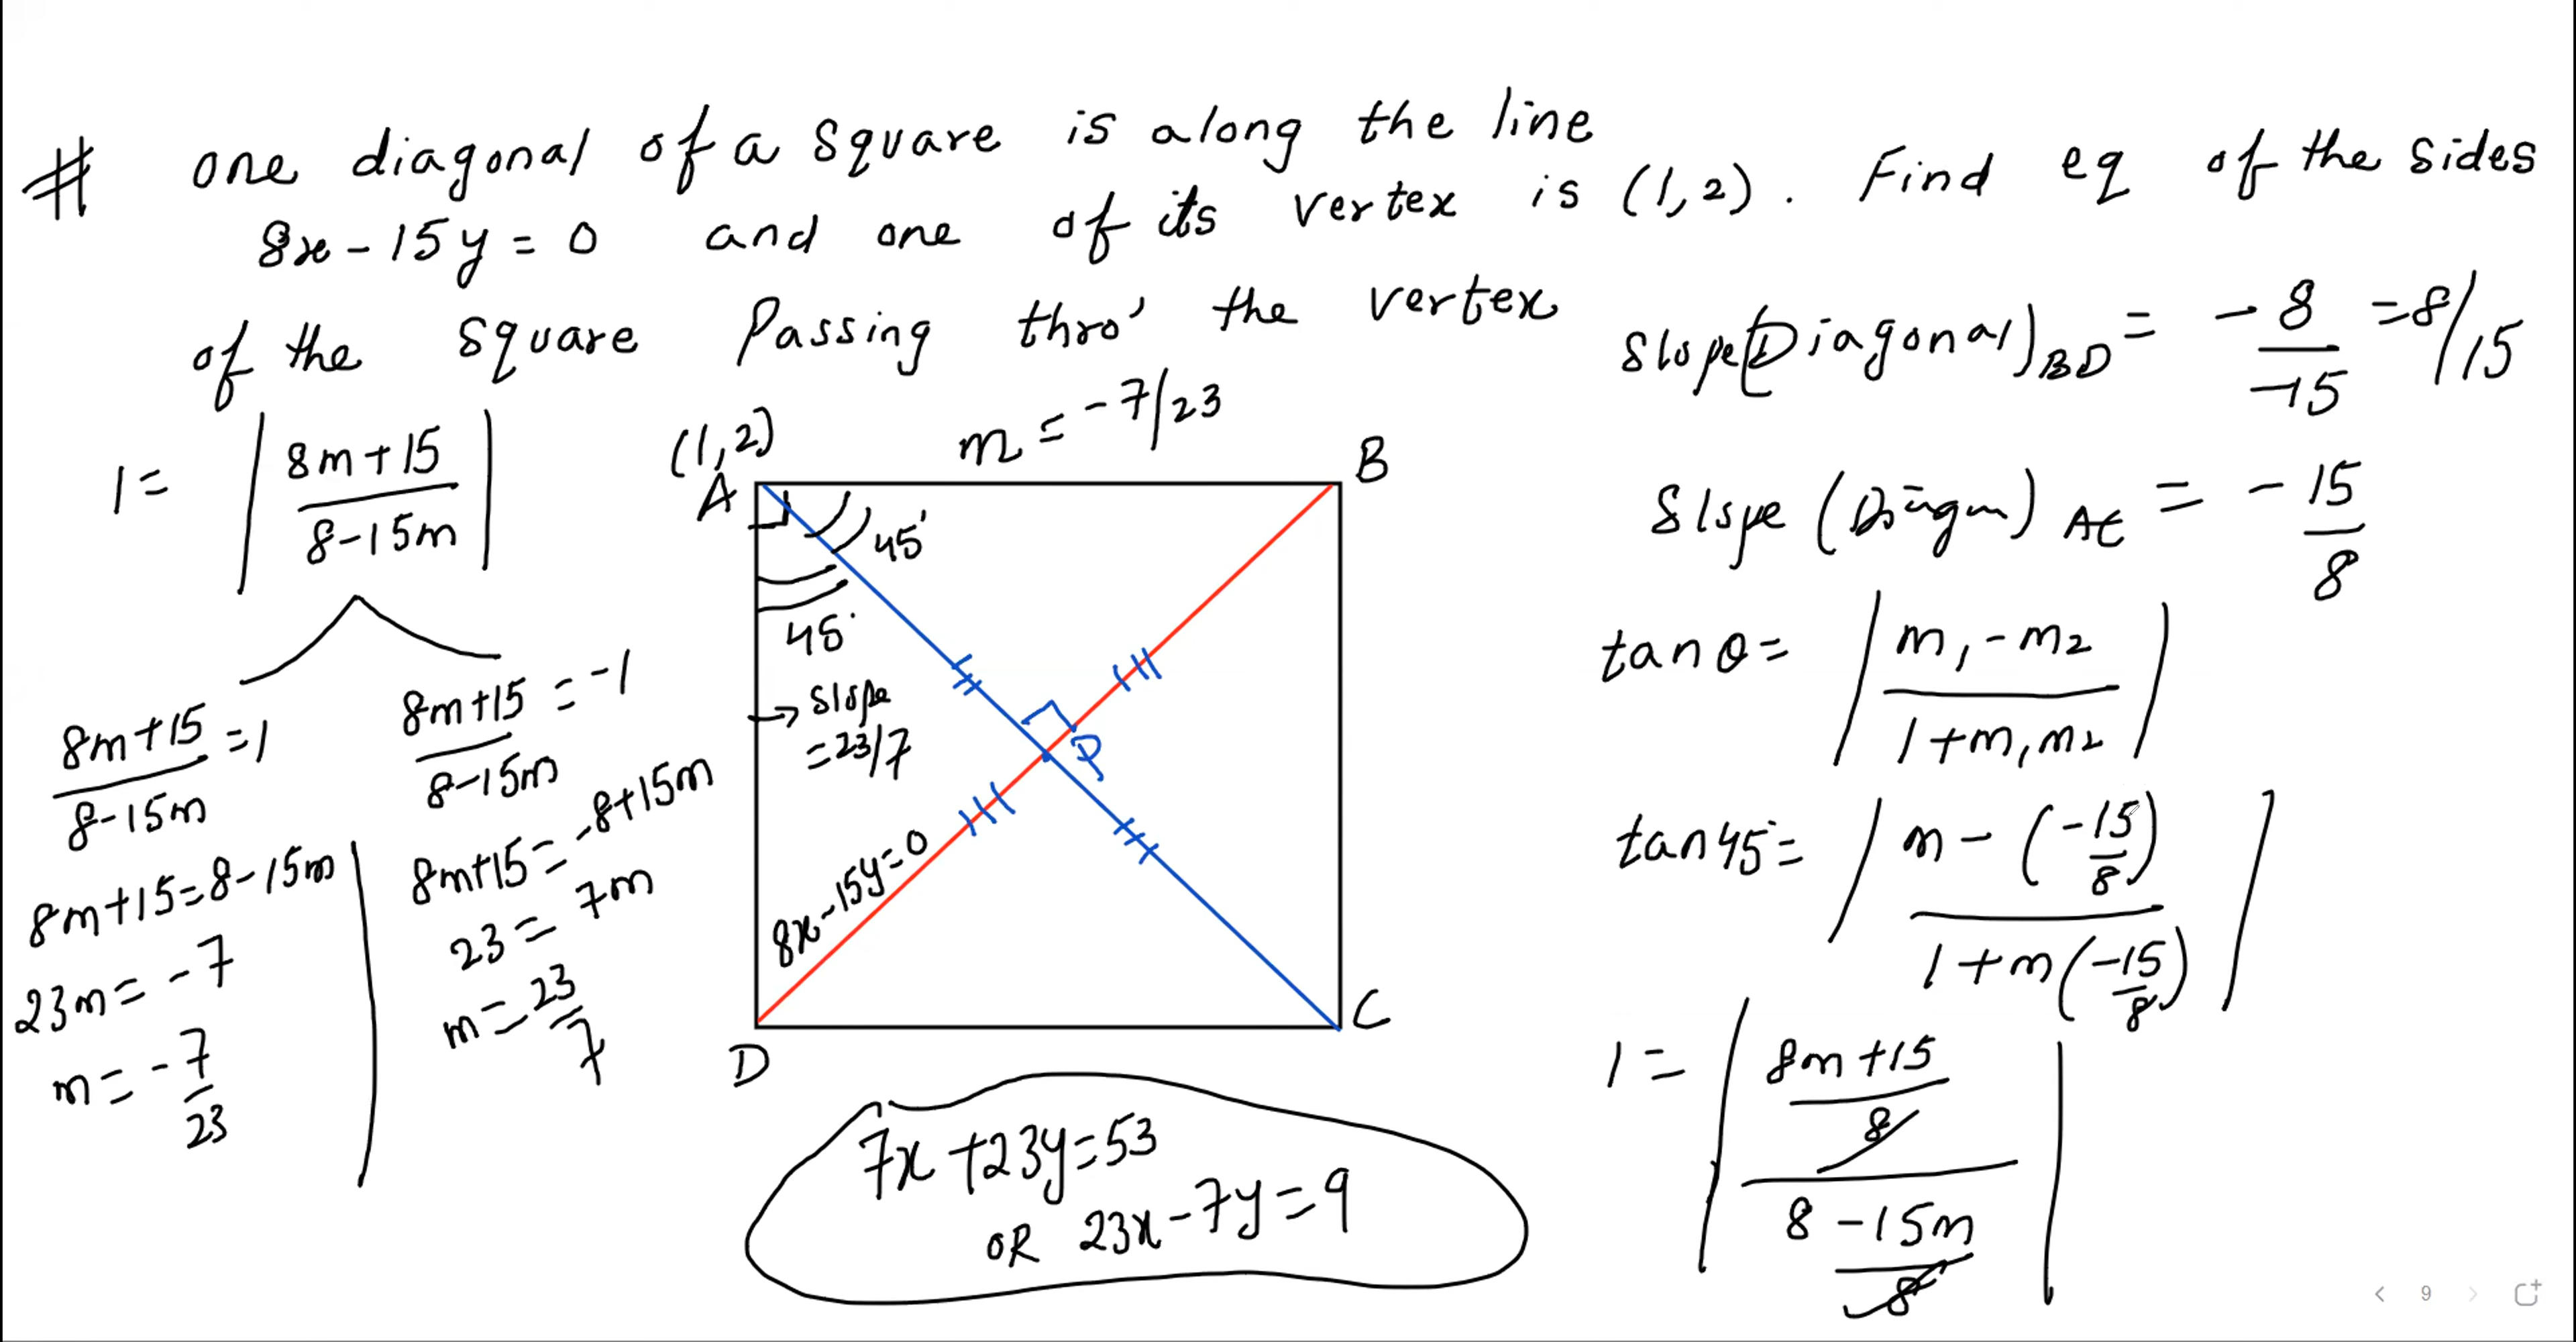 # one diagonal of a square is along the line
8x - 15y = 0 and one of its vertex is (1,2). Find eq of the sides
of the square Passing thro' the vertex
Slope(Diagonal)BD = -8/-15 = 8/15
Slope (Diagon) AC = -15/8
tan θ = | m1 - m2 / 1 + m1m2 |
tan 45° = | m - (-15/8) / 1 + m(-15/8) |
1 = | 8m + 15 / 8 / 8 - 15m / 8 |
1 = | 8m + 15 / 8 - 15m |
8m + 15 / 8 - 15m = 1
8m + 15 = 8 - 15m
23m = -7
m = -7/23
8m + 15 / 8 - 15m = -1
8m + 15 = -8 + 15m
23 = 7m
m = 23/7
(1,2)
m = -7/23
A
B
45°
45°
→ slope
= 23/7
P
8x - 15y = 0
D
C
7x + 23y = 53
OR 23x - 7y = 9
< 9 >